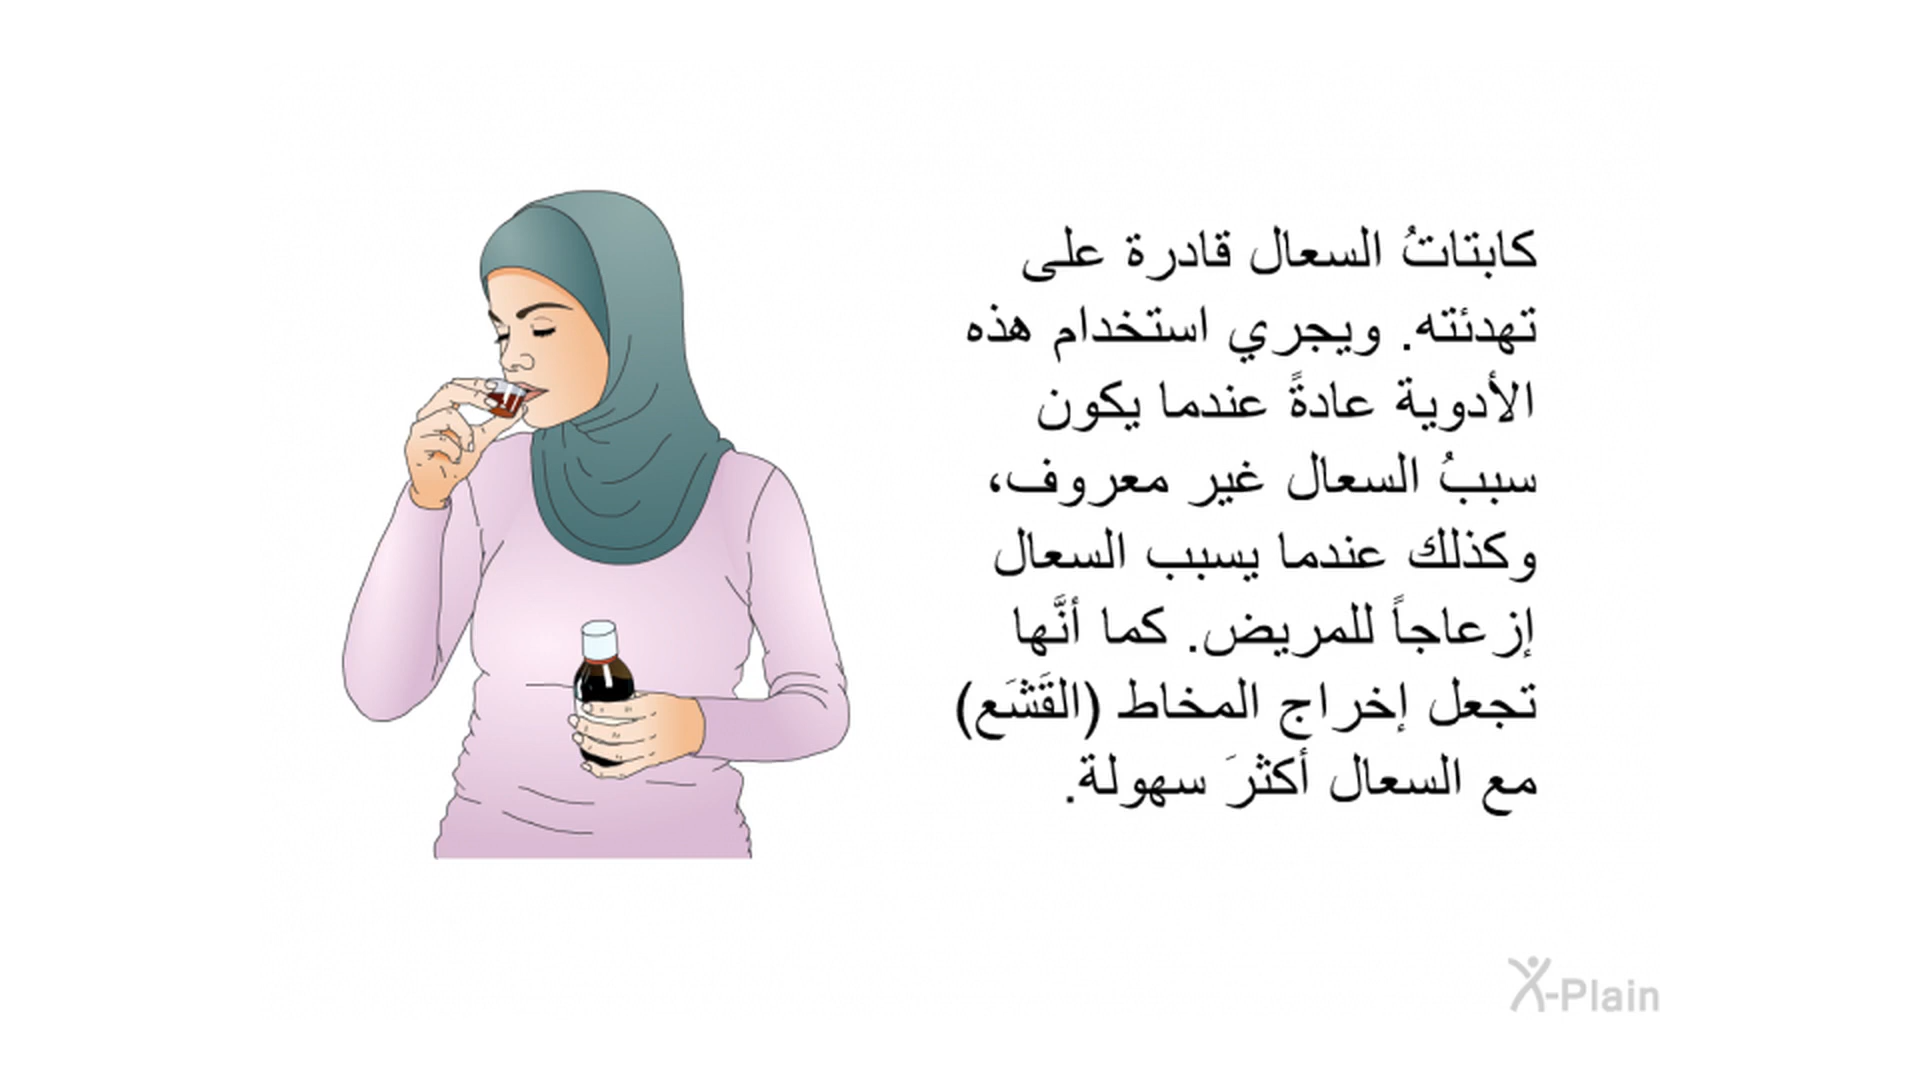 كابتاتُ السعال قادرة على
تهدئته. ويجري استخدام هذه
الأدوية عادةً عندما يكون
سببُ السعال غير معروف،
وكذلك عندما يسبب السعال
إزعاجاً للمريض. كما أنَّها
تجعل إخراج المخاط (القَشَع)
مع السعال أكثرَ سهولة.
X-Plain